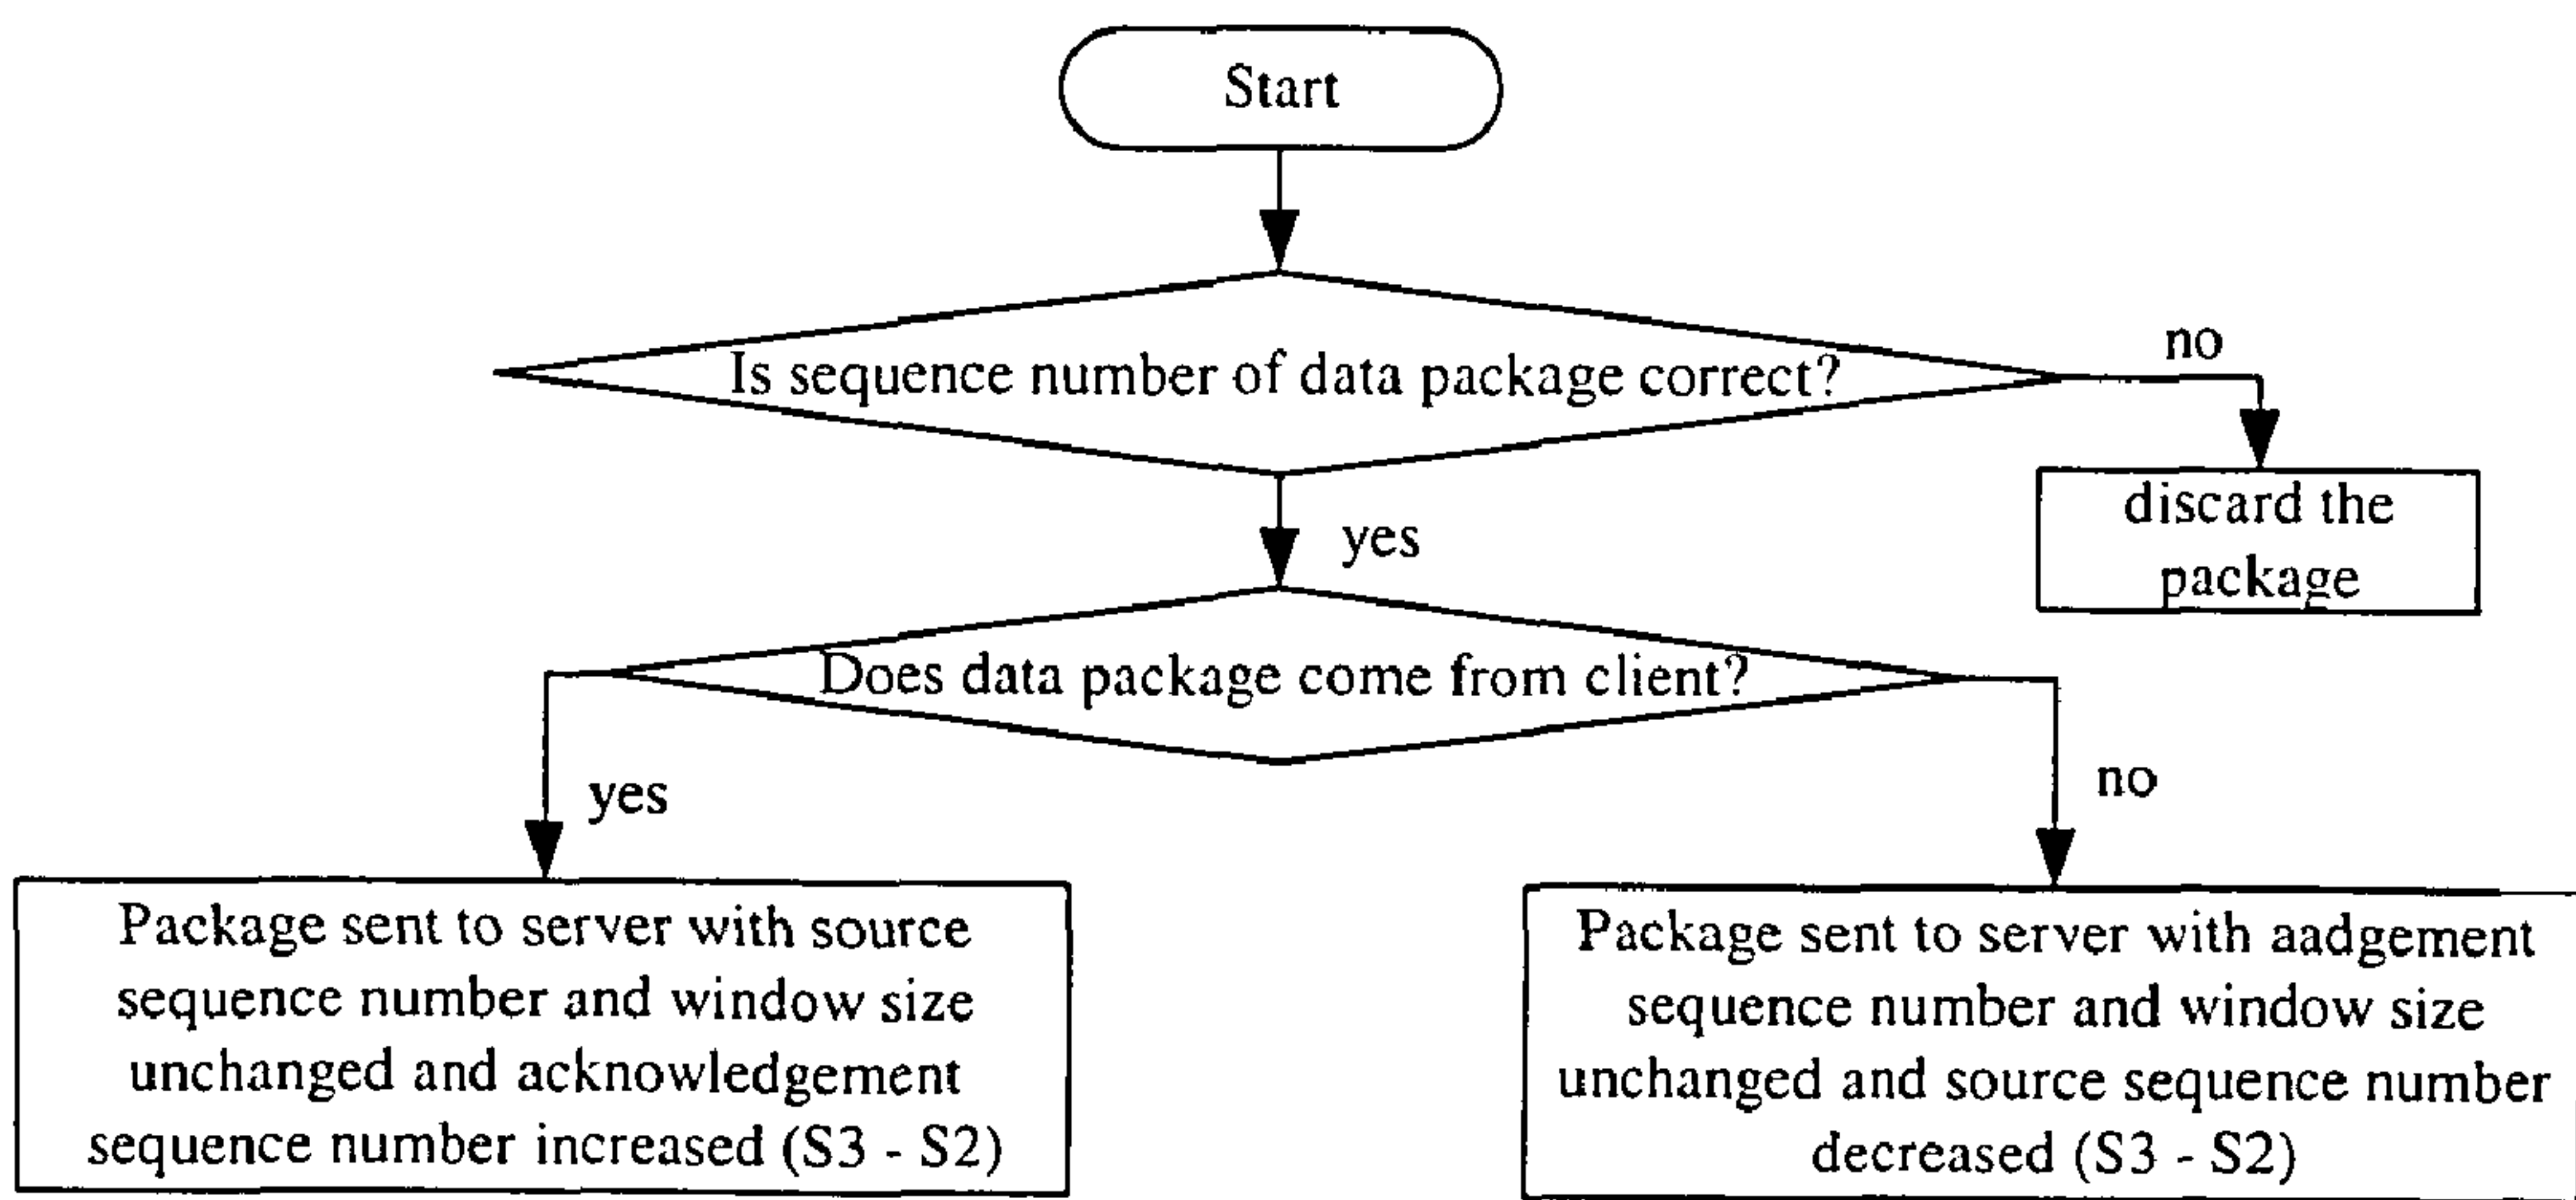 Start
Is sequence number of data package correct?
no
discard the
package
yes
Does data package come from client?
yes
no
Package sent to server with source
sequence number and window size
unchanged and acknowledgement
sequence number increased (S3 - S2)
Package sent to server with aadgement
sequence number and window size
unchanged and source sequence number
decreased (S3 - S2)